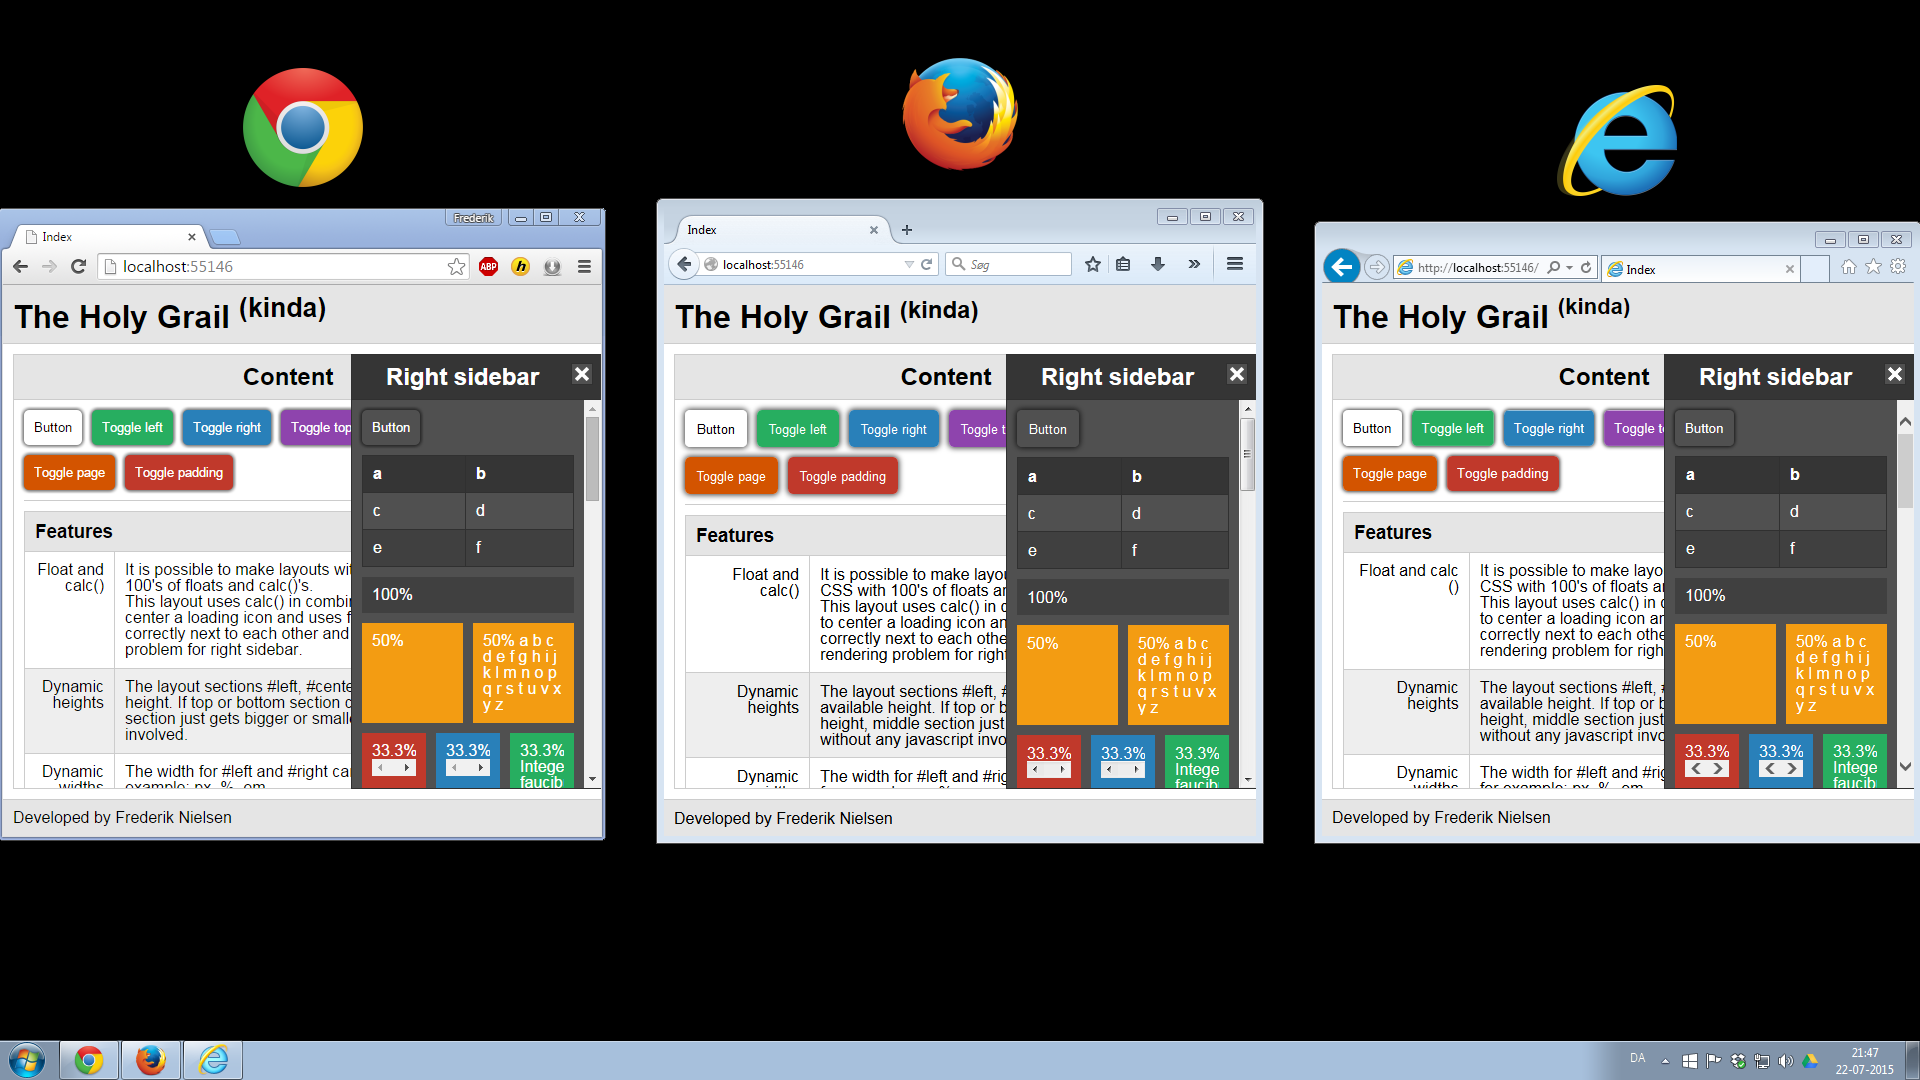 Frederik
Index
localhost:55146
The Holy Grail (kinda)
Content
Right sidebar
Button
Toggle left
Toggle right
Toggle top
Button
Toggle page
Toggle padding
a b
c d
e f
Features
Float and
calc()
It is possible to make layouts wi
100's of floats and calc()'s.
This layout uses calc() in combi
center a loading icon and uses f
correctly next to each other and
problem for right sidebar.
100%
50%
50% a b c
d e f g h i j
k l m n o p
q r s t u v x
y z
Dynamic
heights
The layout sections #left, #cente
height. If top or bottom section c
section just gets bigger or small
involved.
33.3%
33.3%
33.3%
Intege
faucib
Dynamic
widths
The width for #left and #right car
example: px, %, em
Developed by Frederik Nielsen
Index
localhost:55146
Søg
The Holy Grail (kinda)
Content
Right sidebar
Button
Toggle left
Toggle right
Toggle t
Button
Toggle page
Toggle padding
a b
c d
e f
Features
Float and
calc()
It is possible to make layou
CSS with 100's of floats a
This layout uses calc() in c
to center a loading icon ar
correctly next to each othe
rendering problem for right
100%
50%
50% a b c
d e f g h i j
k l m n o p
q r s t u v x
y z
Dynamic
heights
The layout sections #left, #
available height. If top or b
height, middle section just
without any javascript invo
33.3%
33.3%
33.3%
Intege
faucib
Dynamic
The width for #left and #rig
Developed by Frederik Nielsen
http://localhost:55146/
Index
The Holy Grail (kinda)
Content
Right sidebar
Button
Toggle left
Toggle right
Toggle to
Button
Toggle page
Toggle padding
a b
c d
e f
Features
Float and calc
()
It is possible to make layo
CSS with 100's of floats a
This layout uses calc() in c
to center a loading icon ar
correctly next to each othe
rendering problem for righ
100%
50%
50% a b c
d e f g h i j
k l m n o p
q r s t u v x
y z
Dynamic
heights
The layout sections #left, #
available height. If top or b
height, middle section just
without any javascript invo
33.3%
33.3%
33.3%
Intege
faucib
Dynamic
widths
The width for #left and #rig
for example: px, %, em
Developed by Frederik Nielsen
DA
21:47
22-07-2015